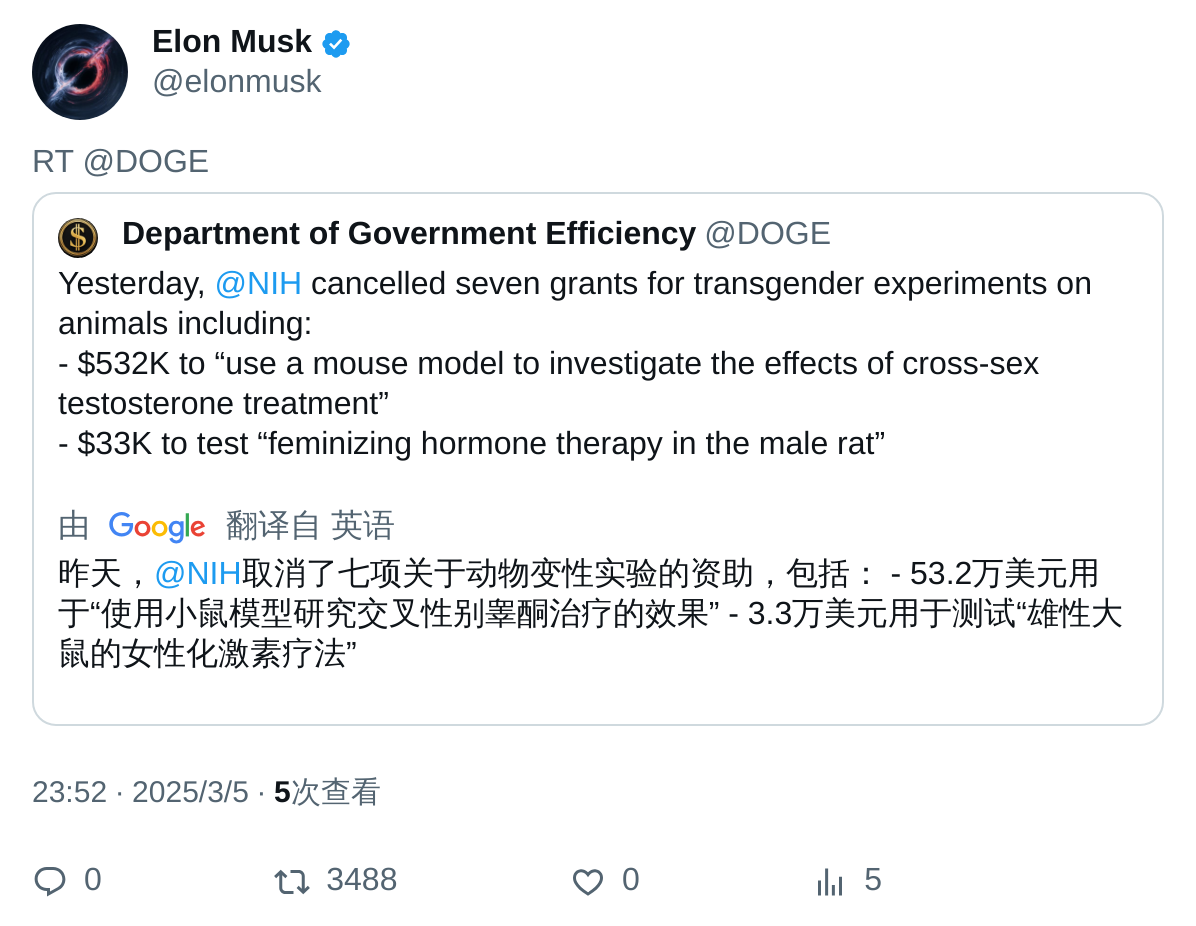 Elon Musk
@elonmusk
RT @DOGE
Department of Government Efficiency @DOGE
Yesterday, @NIH cancelled seven grants for transgender experiments on
animals including:
- $532K to “use a mouse model to investigate the effects of cross-sex
testosterone treatment”
- $33K to test “feminizing hormone therapy in the male rat”
由 Google 翻译自 英语
昨天，@NIH取消了七项关于动物变性实验的资助，包括： - 53.2万美元用
于“使用小鼠模型研究交叉性别睾酮治疗的效果” - 3.3万美元用于测试“雄性大
鼠的女性化激素疗法”
23:52 · 2025/3/5 · 5次查看
0 3488 0 5